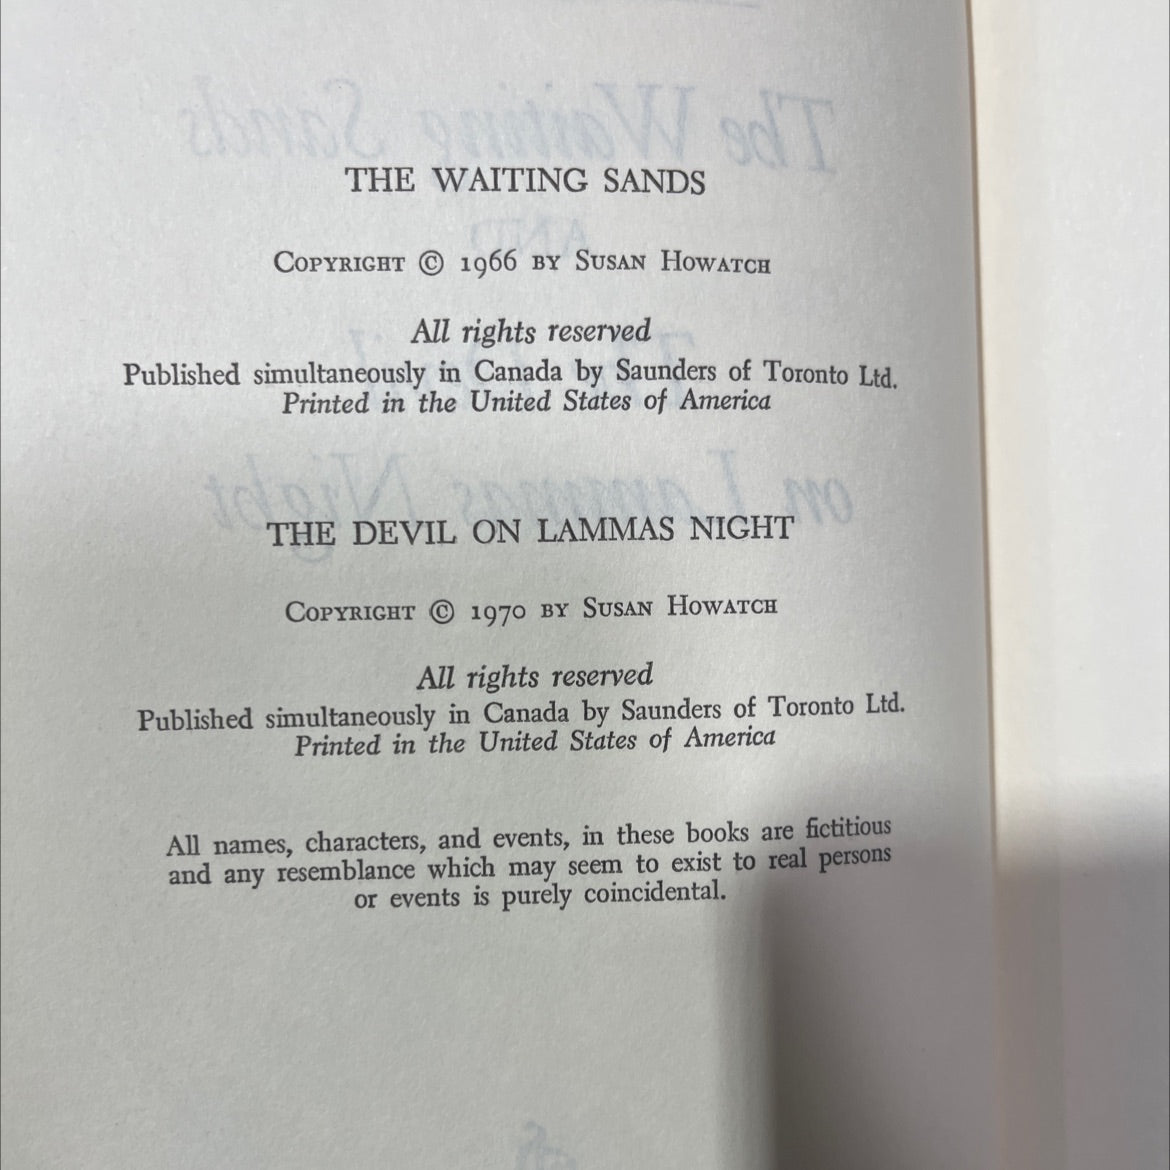 THE WAITING SANDS
COPYRIGHT © 1966 BY SUSAN HOWATCH
All rights reserved
Published simultaneously in Canada by Saunders of Toronto Ltd.
Printed in the United States of America
THE DEVIL ON LAMMAS NIGHT
COPYRIGHT © 1970 BY SUSAN HOWATCH
All rights reserved
Published simultaneously in Canada by Saunders of Toronto Ltd.
Printed in the United States of America
All names, characters, and events, in these books are fictitious
and any resemblance which may seem to exist to real persons
or events is purely coincidental.